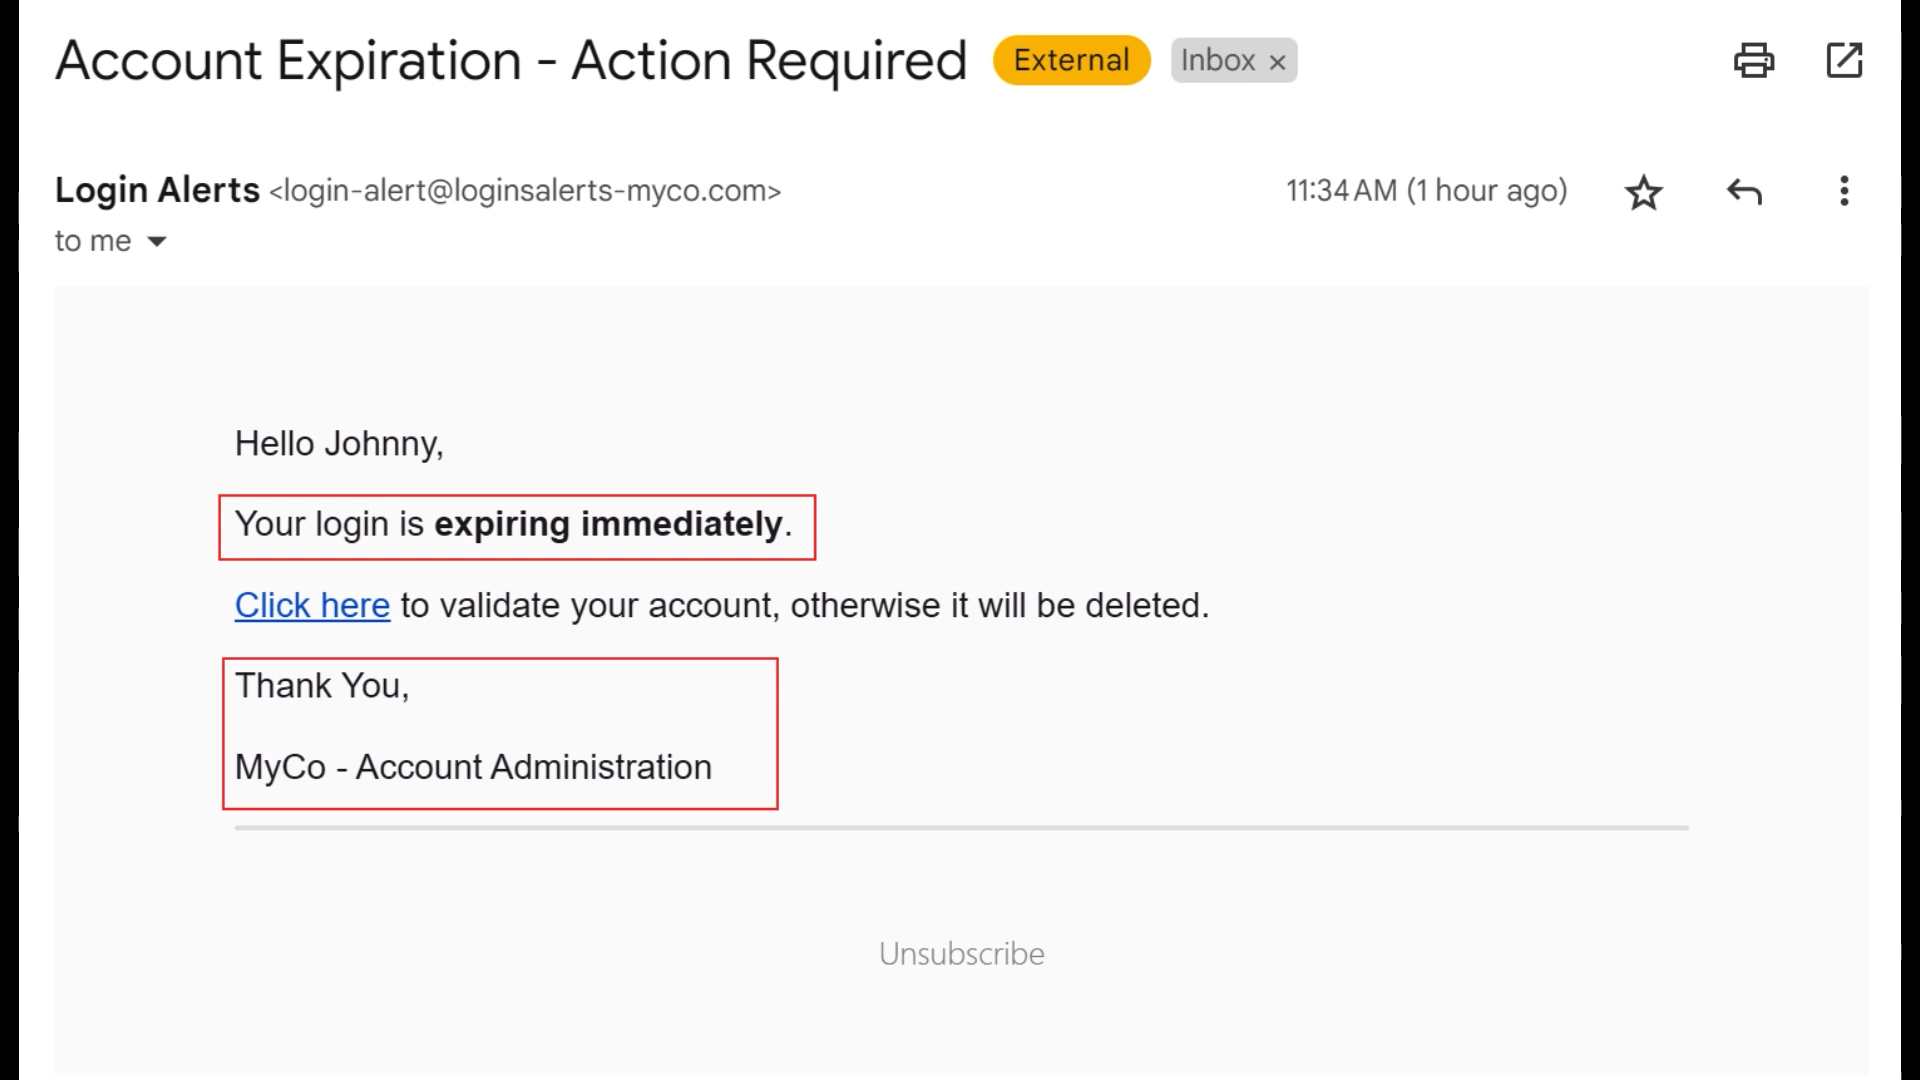 Account Expiration - Action Required External Inbox ×
Login Alerts <login-alert@loginsalerts-myco.com> 11:34 AM (1 hour ago)
to me
Hello Johnny,
Your login is expiring immediately.
Click here to validate your account, otherwise it will be deleted.
Thank You,
MyCo - Account Administration
Unsubscribe